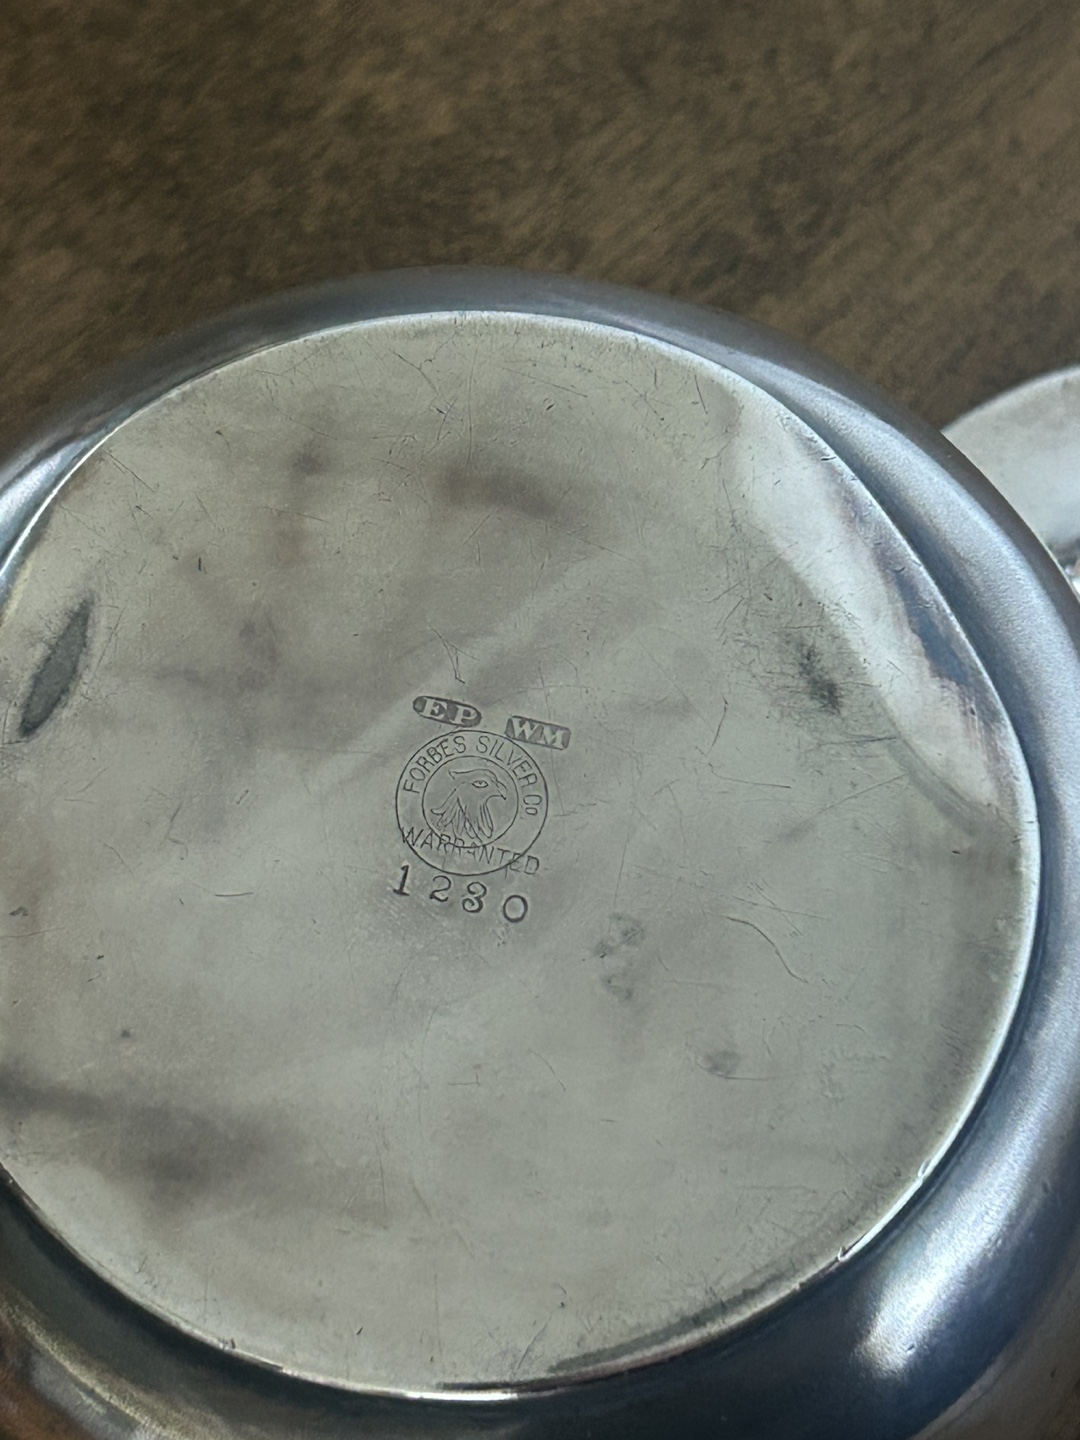 EP WM
FORBES SILVER Co
WARRANTED
1230